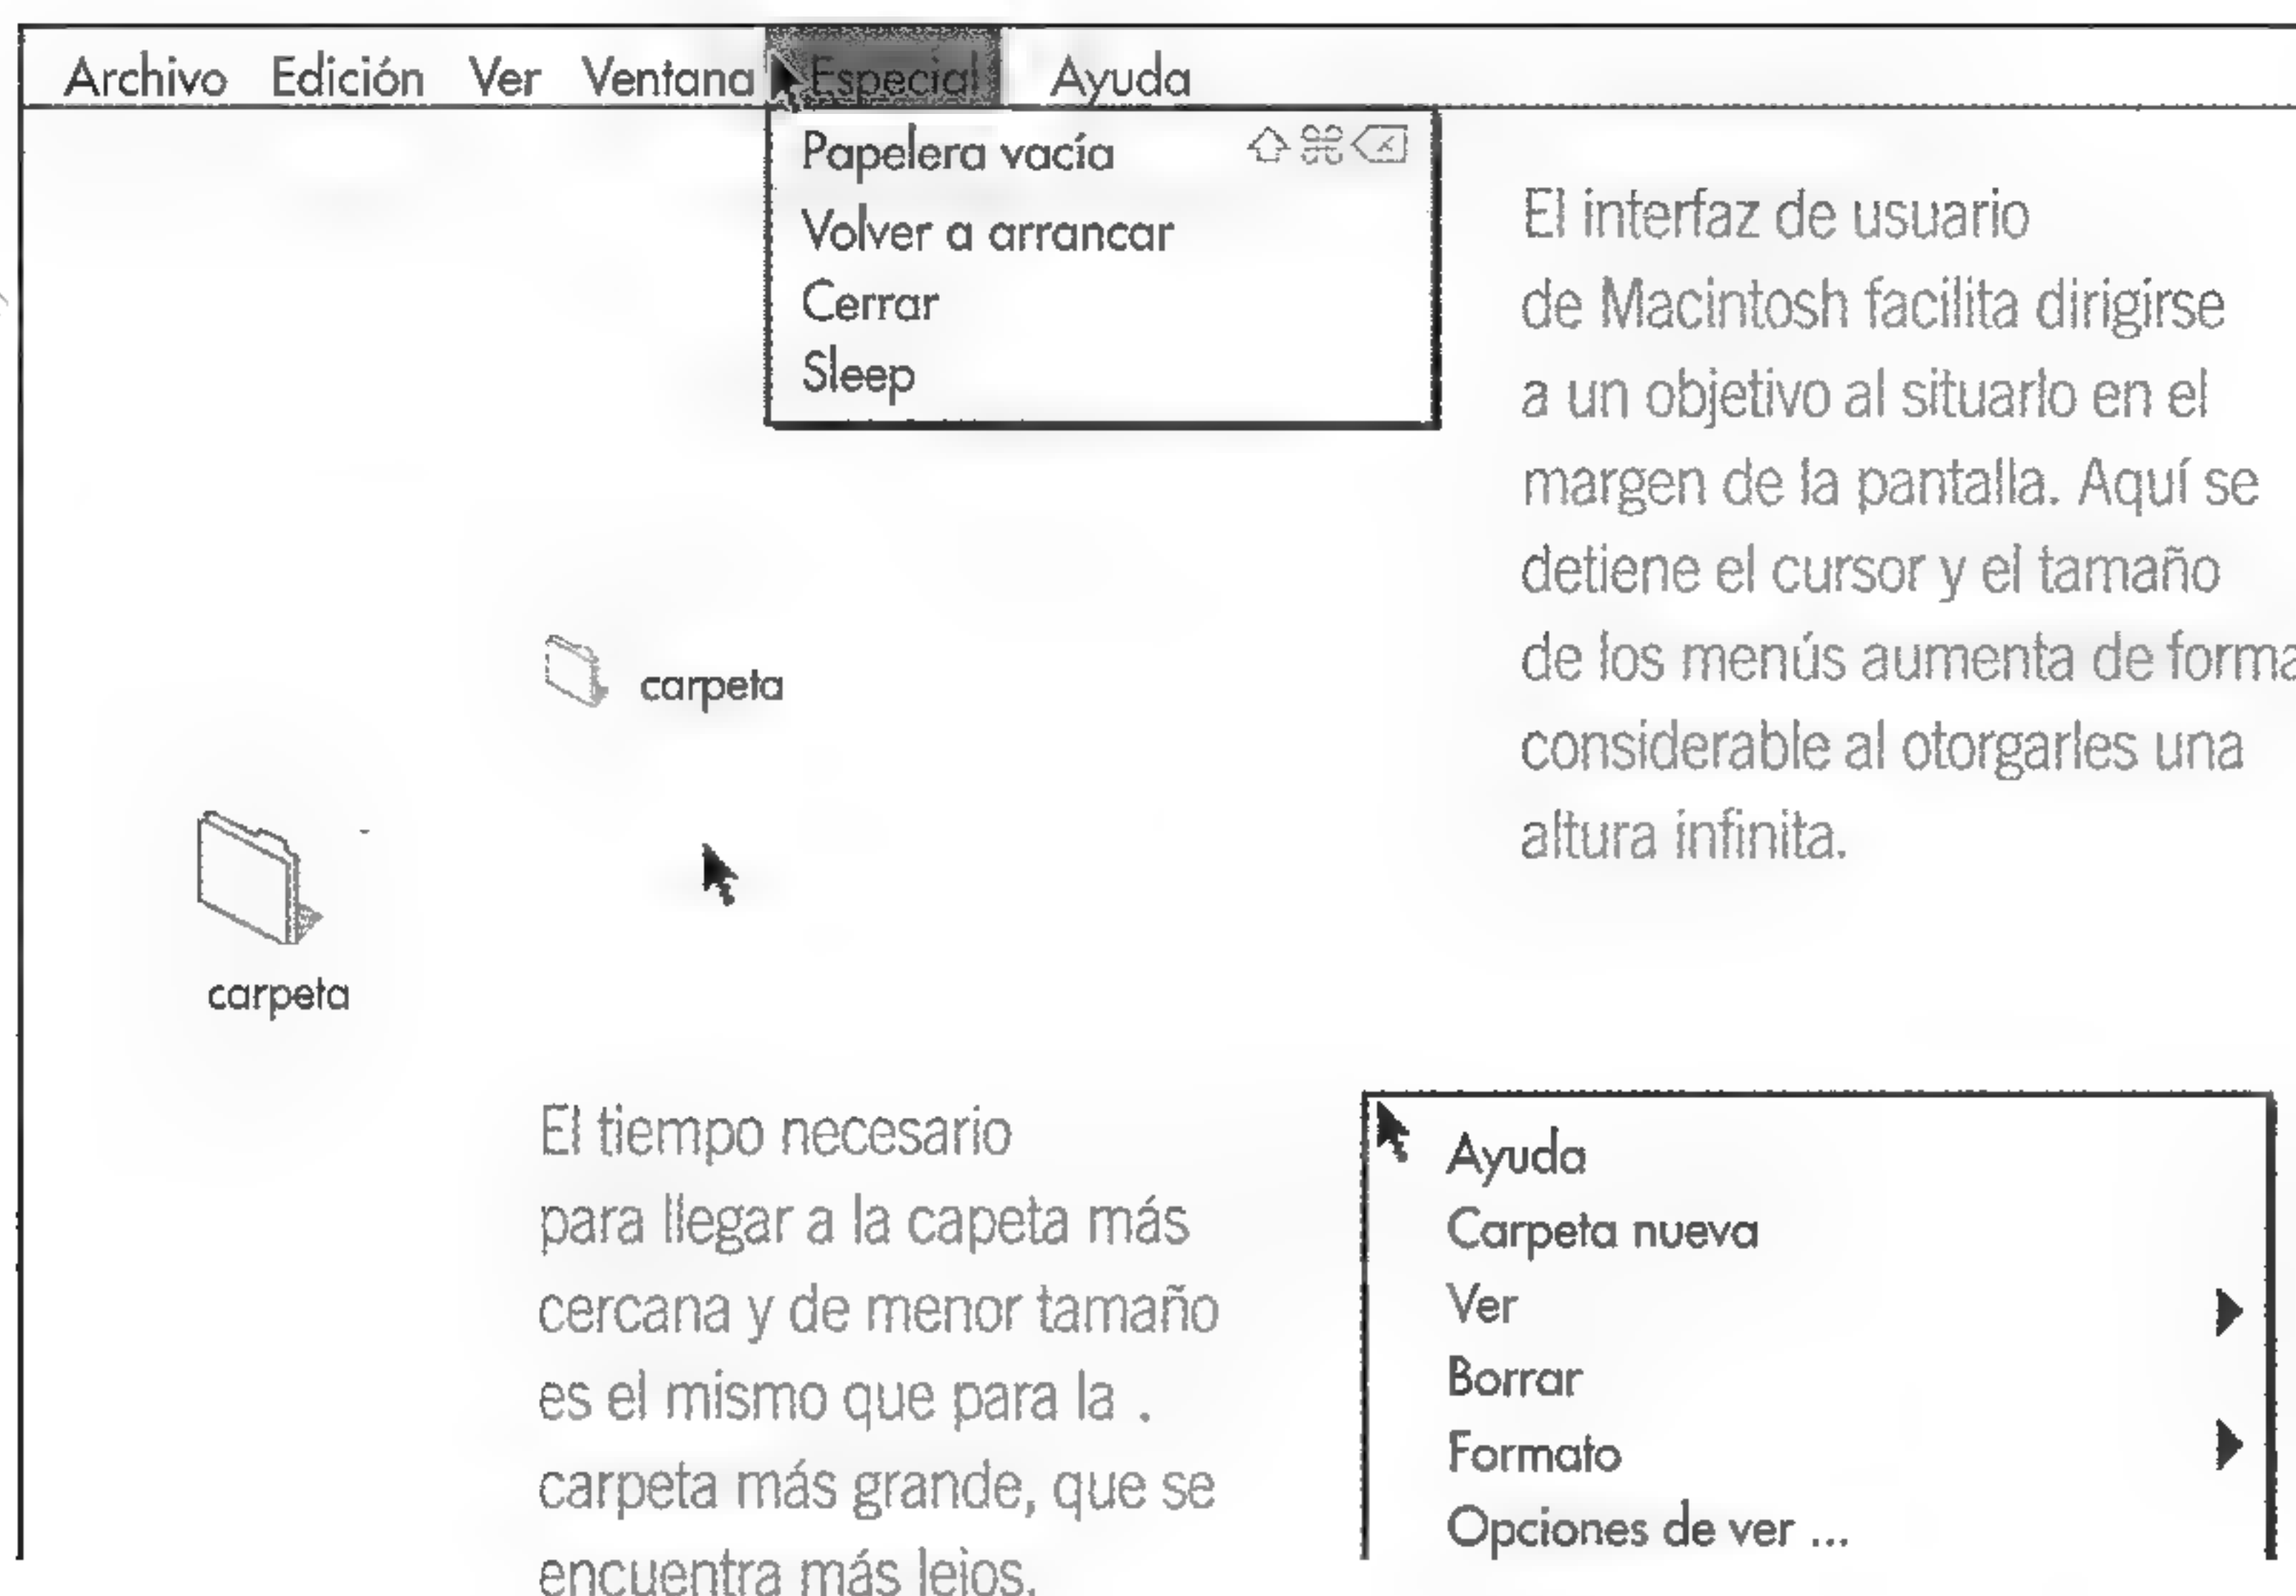 Archivo Edición Ver Ventana Especial Ayuda
Papelera vacía ⇧⌘⌫
Volver a arrancar
Cerrar
Sleep
El interfaz de usuario
de Macintosh facilita dirigirse
a un objetivo al situarlo en el
margen de la pantalla. Aquí se
detiene el cursor y el tamaño
de los menús aumenta de forma
considerable al otorgarles una
altura infinita.
carpeta
carpeta
El tiempo necesario
para llegar a la capeta más
cercana y de menor tamaño
es el mismo que para la .
carpeta más grande, que se
encuentra más lejos.
Ayuda
Carpeta nueva
Ver
Borrar
Formato
Opciones de ver ...